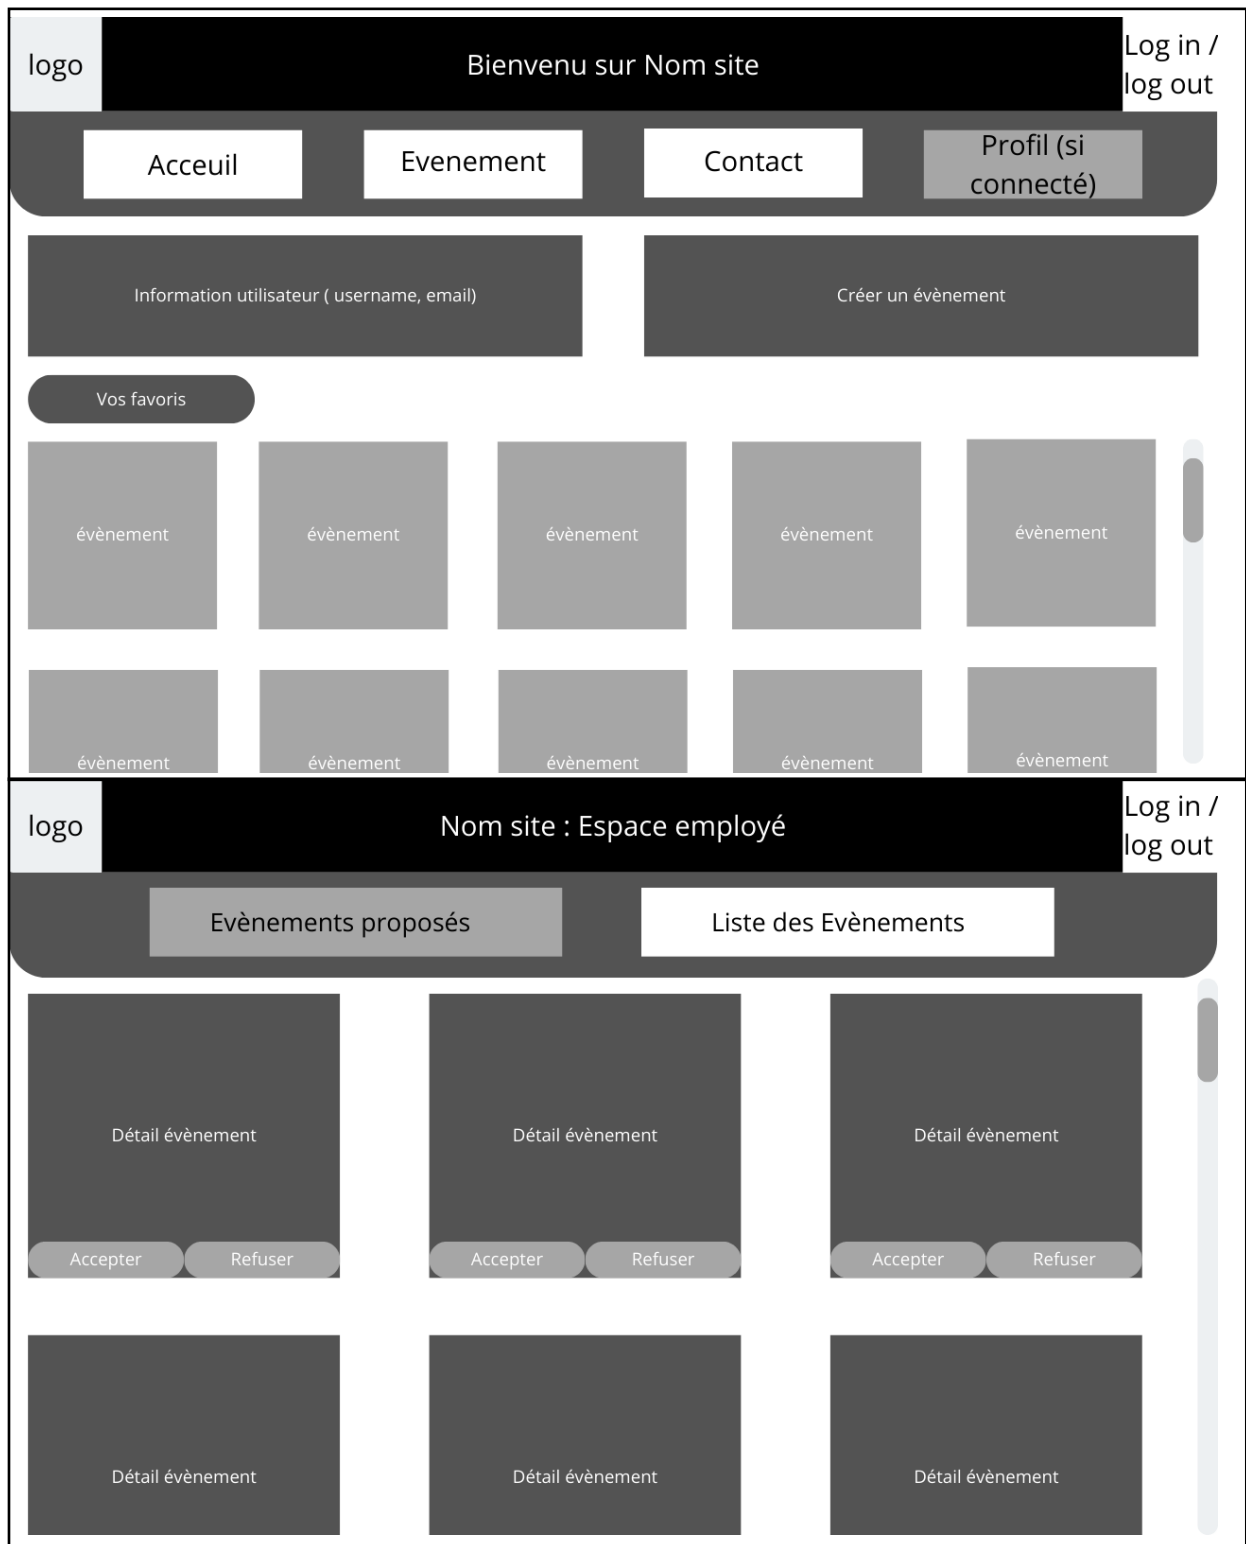 logo
Bienvenu sur Nom site
Log in /
log out
Acceuil
Evenement
Contact
Profil (si
connecté)
Information utilisateur ( username, email)
Créer un évènement
Vos favoris
évènement
évènement
évènement
évènement
évènement
évènement
évènement
évènement
évènement
évènement
logo
Nom site : Espace employé
Log in /
log out
Evènements proposés
Liste des Evènements
Détail évènement
Détail évènement
Détail évènement
Accepter
Refuser
Accepter
Refuser
Accepter
Refuser
Détail évènement
Détail évènement
Détail évènement